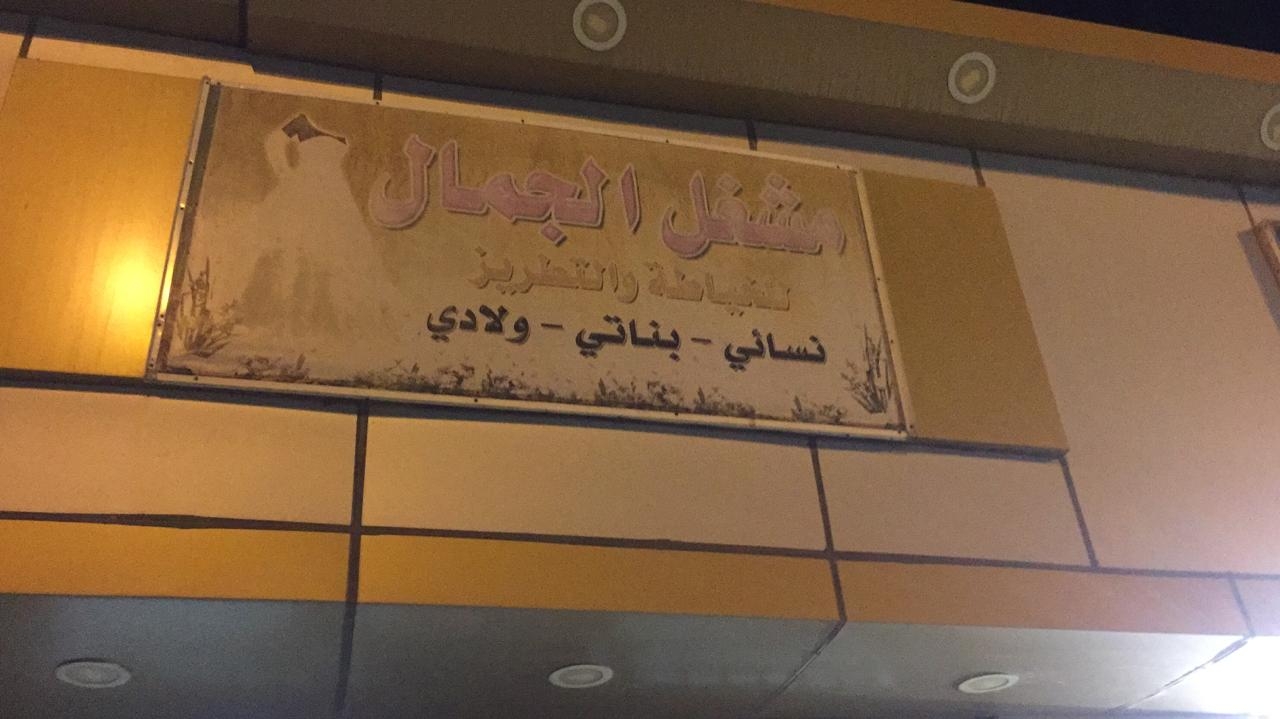 مشغل الجمال
للخياطة والتطريز
نسائي - بناتي - ولادي